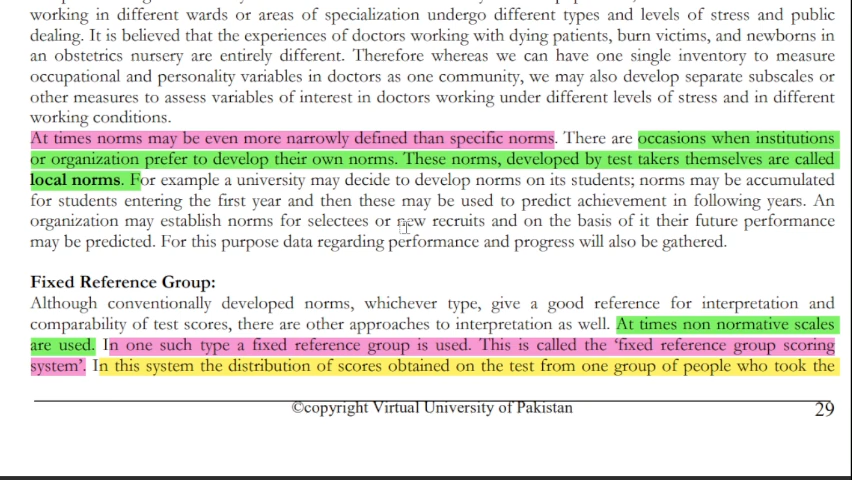 working in different wards or areas of specialization undergo different types and levels of stress and public
dealing. It is believed that the experiences of doctors working with dying patients, burn victims, and newborns in
an obstetrics nursery are entirely different. Therefore whereas we can have one single inventory to measure
occupational and personality variables in doctors as one community, we may also develop separate subscales or
other measures to assess variables of interest in doctors working under different levels of stress and in different
working conditions.
At times norms may be even more narrowly defined than specific norms. There are occasions when institutions
or organization prefer to develop their own norms. These norms, developed by test takers themselves are called
local norms. For example a university may decide to develop norms on its students; norms may be accumulated
for students entering the first year and then these may be used to predict achievement in following years. An
organization may establish norms for selectees or new recruits and on the basis of it their future performance
may be predicted. For this purpose data regarding performance and progress will also be gathered.
Fixed Reference Group:
Although conventionally developed norms, whichever type, give a good reference for interpretation and
comparability of test scores, there are other approaches to interpretation as well. At times non normative scales
are used. In one such type a fixed reference group is used. This is called the ‘fixed reference group scoring
system’. In this system the distribution of scores obtained on the test from one group of people who took the
©copyright Virtual University of Pakistan
29